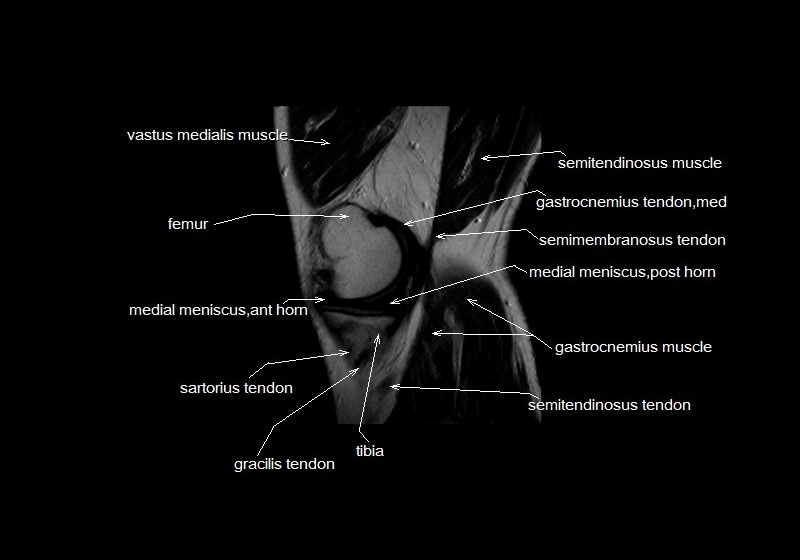 vastus medialis muscle
semitendinosus muscle
gastrocnemius tendon,med
femur
semimembranosus tendon
medial meniscus,post horn
medial meniscus,ant horn
gastrocnemius muscle
sartorius tendon
semitendinosus tendon
tibia
gracilis tendon